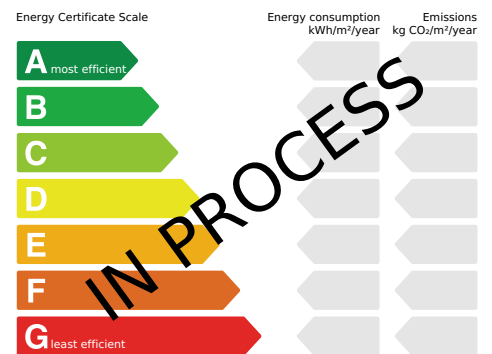 Energy Certificate Scale
Energy consumption
kWh/m²/year
Emissions
kg CO₂/m²/year
A most efficient
B
C
D
E
F
G least efficient
IN PROCESS